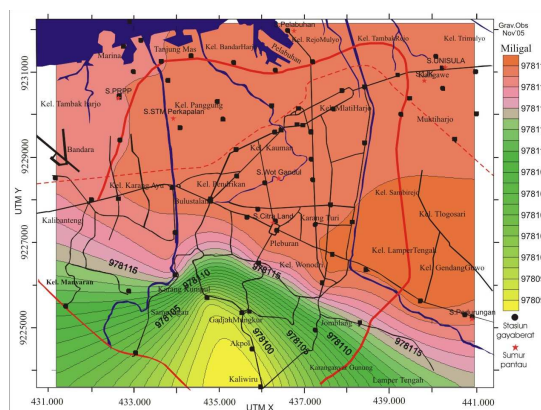 Grav.Obs
Nov'05
Miligal
Pelabuhan
Kel. RejoMulyo
Kel. TambakRejo
Kel. Trimulyo
Tanjung Mas
Kel. BandarHarjo
Marina
Pelabuhan
S.UNISULA
S.PRPP
Kel. Tambak Harjo
Kel. Panggung
S.STM Perkapalan
Kel.MlatiHarjo
Muktiharjo
Bandara
Kel. Kauman
Kel. Karang Ayu
Kel. Pendrikan
S.Wot Gandul
Kel. Sambirejo
Bulustalan
Kel. Tlogosari
Kalibanteng
S.Citra Land
Karang Turi
Pleburan
Kel. LamperTengah
Kel. Wonodri
Kel. GendangGuwo
978115
978110
978115
Kel. Manyaran
Karang Kumpul
978105
GadjahMungkur
Jomblang
978100
978105
978110
978115
Akpol
Kaliwiru
Lamper Tengah
9231000
9229000
9227000
9225000
UTM Y
431.000
433.000
435.000
437.000
439.000
441.000
UTM X
Stasiun
gayaberat
Sumur
pantau